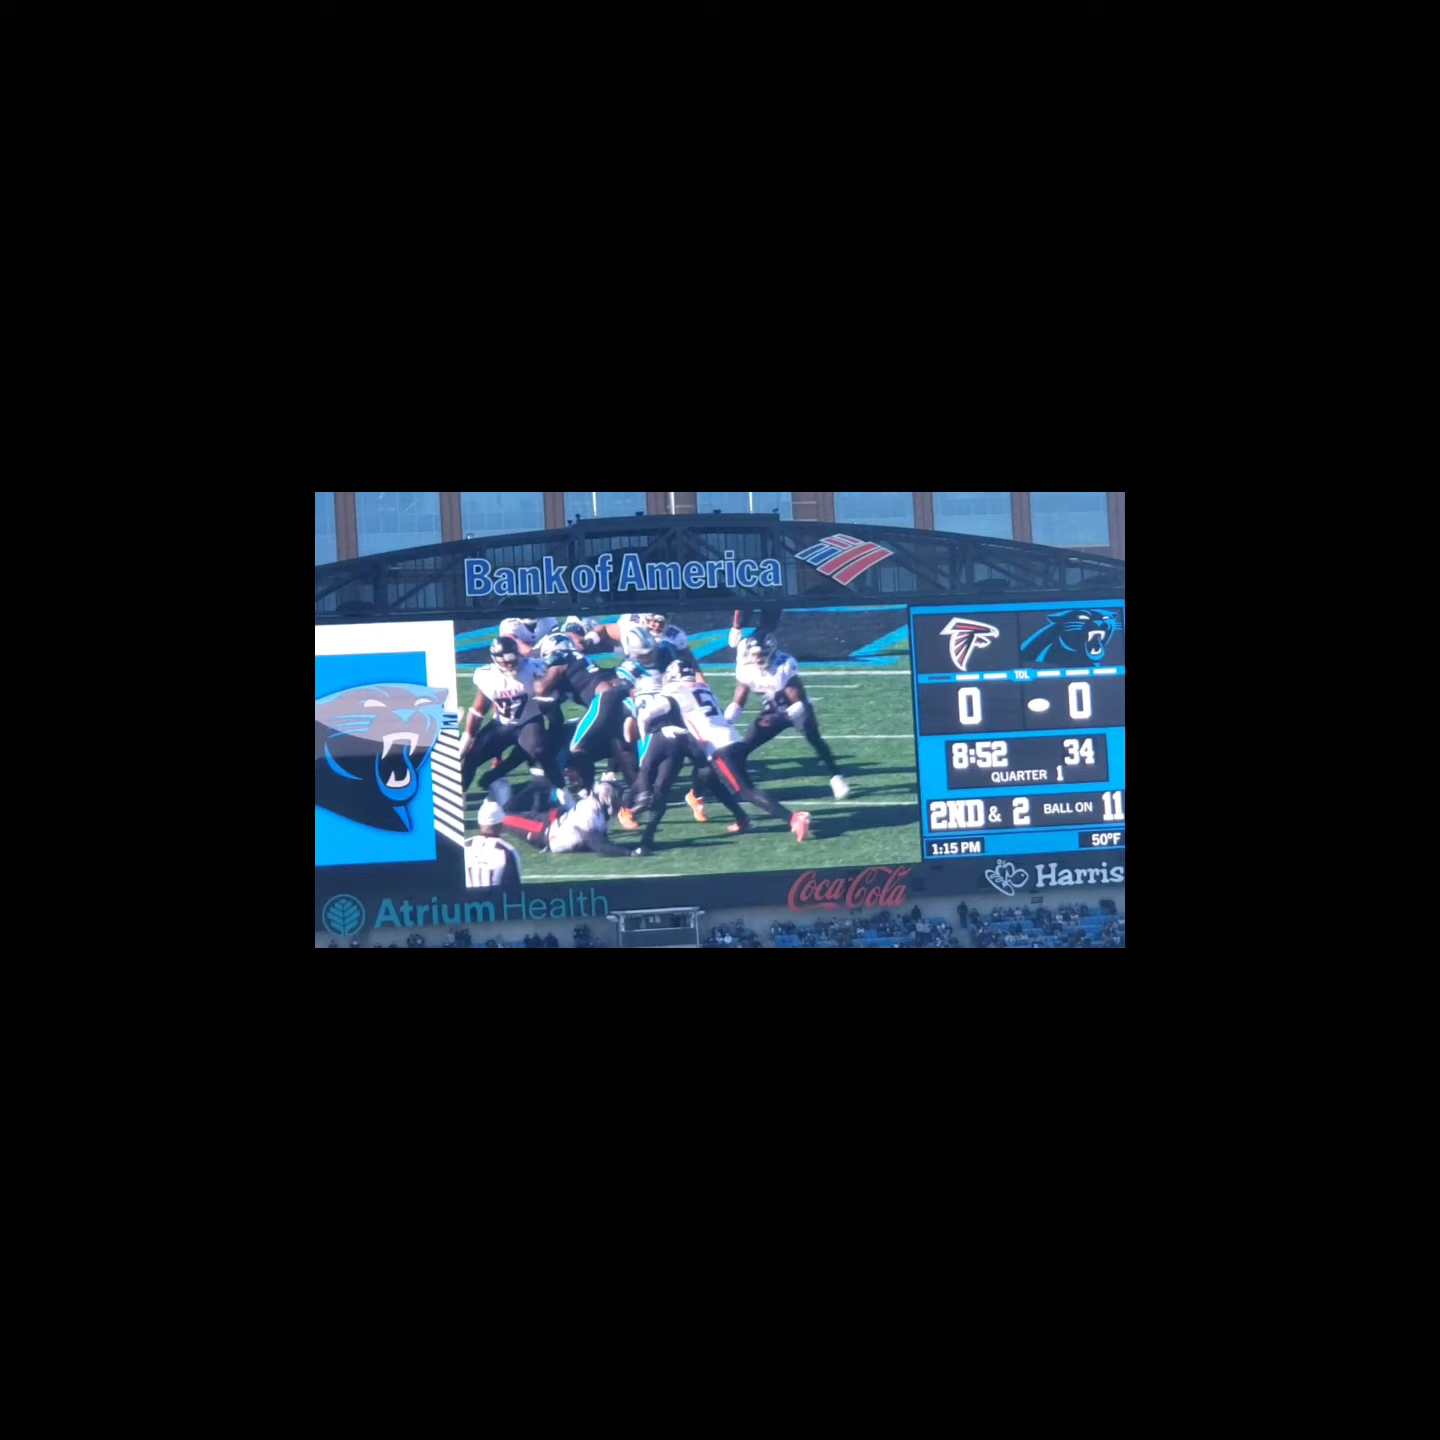 Bank of America
TOL
0 0
8:52 34
QUARTER 1
2ND & 2 BALL ON 11
1:15 PM 50°F
97
Atrium Health
Coca-Cola
Harris